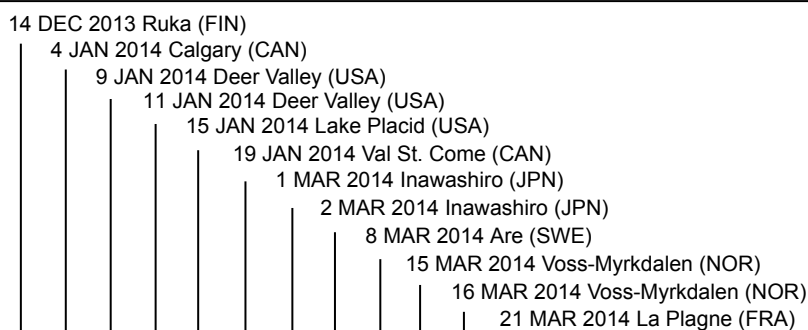 14 DEC 2013 Ruka (FIN)
4 JAN 2014 Calgary (CAN)
9 JAN 2014 Deer Valley (USA)
11 JAN 2014 Deer Valley (USA)
15 JAN 2014 Lake Placid (USA)
19 JAN 2014 Val St. Come (CAN)
1 MAR 2014 Inawashiro (JPN)
2 MAR 2014 Inawashiro (JPN)
8 MAR 2014 Are (SWE)
15 MAR 2014 Voss-Myrkdalen (NOR)
16 MAR 2014 Voss-Myrkdalen (NOR)
21 MAR 2014 La Plagne (FRA)